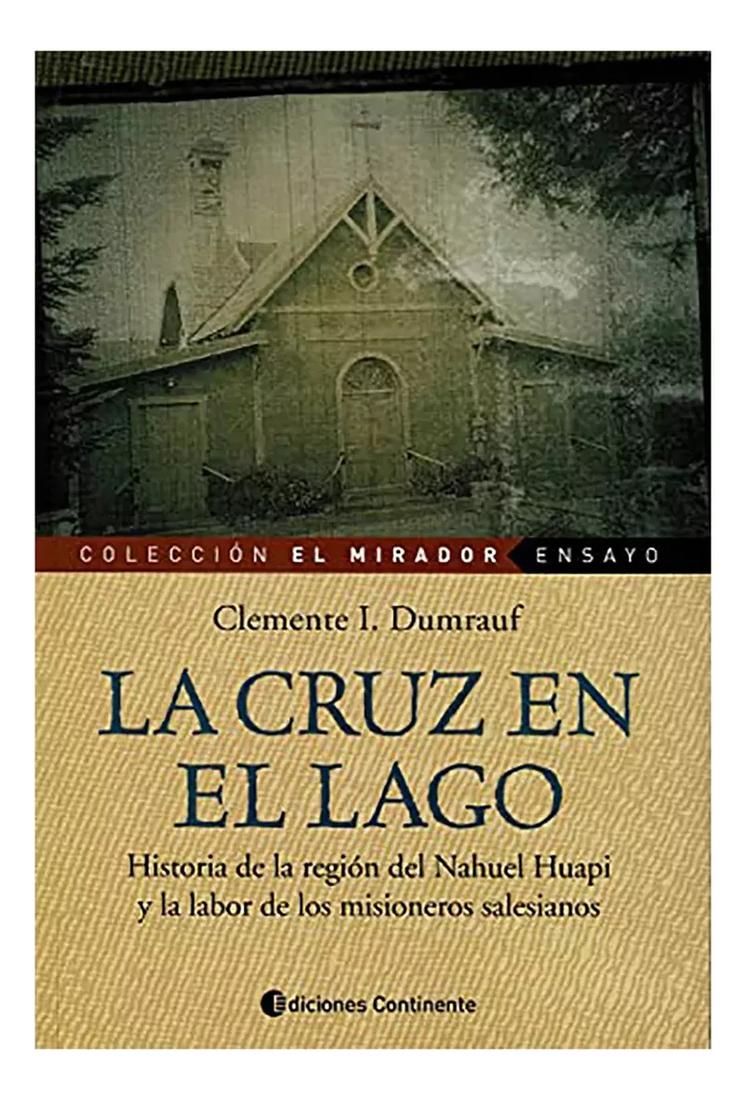 COLECCIÓN EL MIRADOR ENSAYO
Clemente I. Dumrauf
LA CRUZ EN
EL LAGO
Historia de la región del Nahuel Huapi
y la labor de los misioneros salesianos
Ediciones Continente